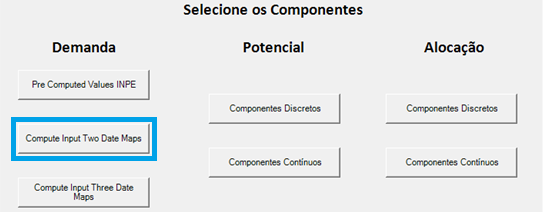 Selecione os Componentes
Demanda
Potencial
Alocação
Pre Computed Values INPE
Componentes Discretos
Componentes Discretos
Compute Input Two Date Maps
Componentes Contínuos
Componentes Contínuos
Compute Input Three Date
Maps